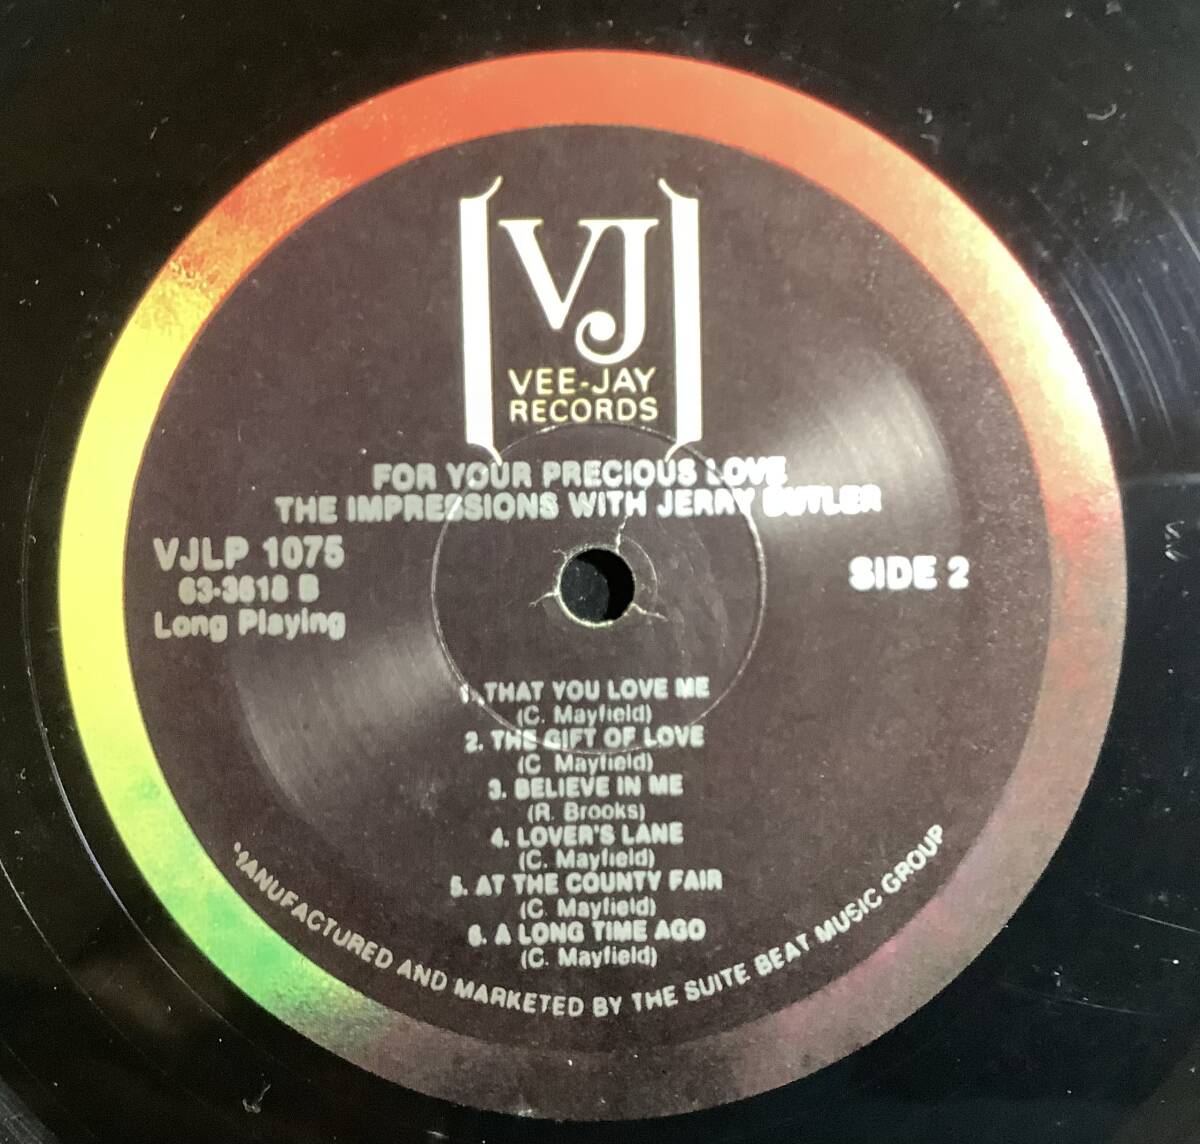 VJ
VEE-JAY
RECORDS
FOR YOUR PRECIOUS LOVE
THE IMPRESSIONS WITH JERRY BUTLER
VJLP 1075
63-3618 B
Long Playing
SIDE 2
1. THAT YOU LOVE ME
(C. Mayfield)
2. THE GIFT OF LOVE
(C. Mayfield)
3. BELIEVE IN ME
(R. Brooks)
4. LOVER'S LANE
(C. Mayfield)
5. AT THE COUNTY FAIR
(C. Mayfield)
6. A LONG TIME AGO
(C. Mayfield)
MANUFACTURED AND MARKETED BY THE SUITE BEAT MUSIC GROUP